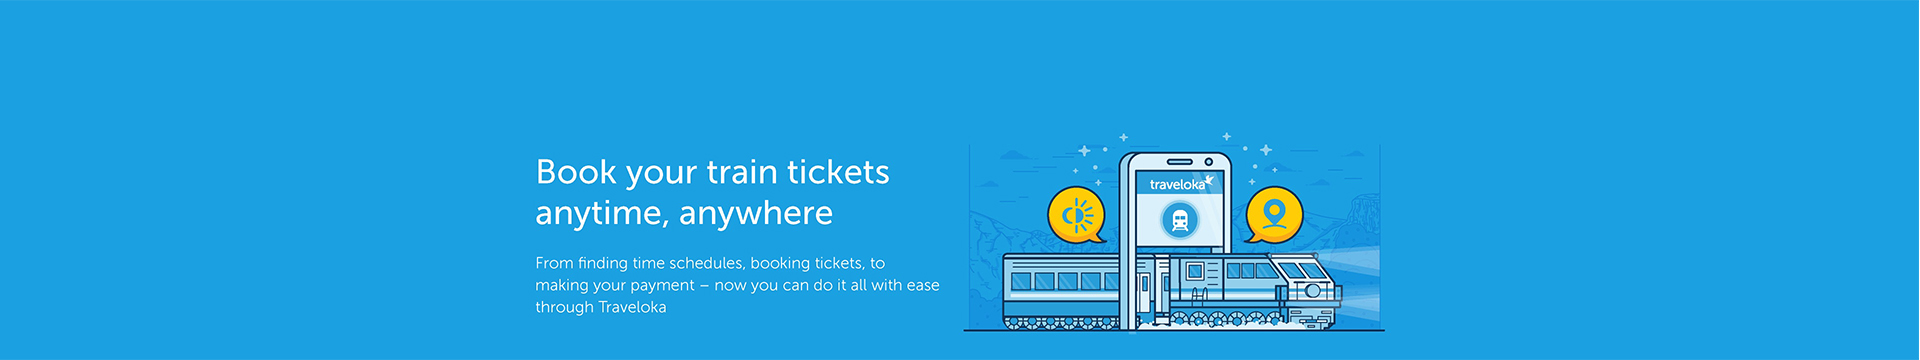 Book your train tickets
anytime, anywhere
From finding time schedules, booking tickets, to
making your payment – now you can do it all with ease
through Traveloka
traveloka